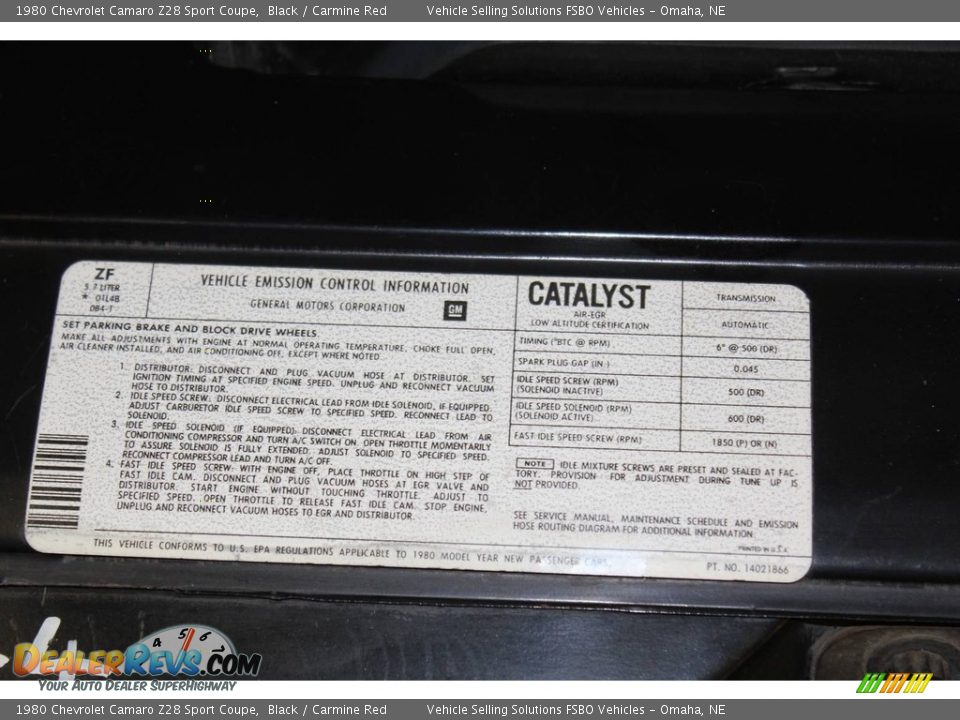 1980 Chevrolet Camaro Z28 Sport Coupe, Black / Carmine Red Vehicle Selling Solutions FSBO Vehicles – Omaha, NE
ZF
5.7 LITER
* 01L4B
0B4-1
VEHICLE EMISSION CONTROL INFORMATION
GENERAL MOTORS CORPORATION
GM
SET PARKING BRAKE AND BLOCK DRIVE WHEELS.
MAKE ALL ADJUSTMENTS WITH ENGINE AT NORMAL OPERATING TEMPERATURE, CHOKE FULL OPEN,
AIR CLEANER INSTALLED, AND AIR CONDITIONING OFF, EXCEPT WHERE NOTED.
1. DISTRIBUTOR: DISCONNECT AND PLUG VACUUM HOSE AT DISTRIBUTOR. SET
IGNITION TIMING AT SPECIFIED ENGINE SPEED. UNPLUG AND RECONNECT VACUUM
HOSE TO DISTRIBUTOR.
2. IDLE SPEED SCREW: DISCONNECT ELECTRICAL LEAD FROM IDLE SOLENOID, IF EQUIPPED.
ADJUST CARBURETOR IDLE SPEED SCREW TO SPECIFIED SPEED. RECONNECT LEAD TO
SOLENOID.
3. IDLE SPEED SOLENOID (IF EQUIPPED): DISCONNECT ELECTRICAL LEAD FROM AIR
CONDITIONING COMPRESSOR AND TURN A/C SWITCH ON. OPEN THROTTLE MOMENTARILY
TO ASSURE SOLENOID IS FULLY EXTENDED. ADJUST SOLENOID TO SPECIFIED SPEED.
RECONNECT COMPRESSOR LEAD AND TURN A/C OFF.
4. FAST IDLE SPEED SCREW- WITH ENGINE OFF, PLACE THROTTLE ON HIGH STEP OF
FAST IDLE CAM. DISCONNECT AND PLUG VACUUM HOSES AT EGR VALVE AND
DISTRIBUTOR. START ENGINE WITHOUT TOUCHING THROTTLE. ADJUST TO
SPECIFIED SPEED. OPEN THROTTLE TO RELEASE FAST IDLE CAM. STOP ENGINE,
UNPLUG AND RECONNECT VACUUM HOSES TO EGR AND DISTRIBUTOR.
CATALYST
AIR-EGR
LOW ALTITUDE CERTIFICATION
TRANSMISSION
AUTOMATIC
TIMING (°BTC @ RPM) 6° @ 500 (DR)
SPARK PLUG GAP (IN.) 0.045
IDLE SPEED SCREW (RPM)
(SOLENOID INACTIVE) 500 (DR)
IDLE SPEED SOLENOID (RPM)
(SOLENOID ACTIVE) 600 (DR)
FAST IDLE SPEED SCREW (RPM) 1850 (P) OR (N)
NOTE IDLE MIXTURE SCREWS ARE PRESET AND SEALED AT FAC-
TORY. PROVISION FOR ADJUSTMENT DURING TUNE UP IS
NOT PROVIDED.
SEE SERVICE MANUAL, MAINTENANCE SCHEDULE AND EMISSION
HOSE ROUTING DIAGRAM FOR ADDITIONAL INFORMATION.
PRINTED IN U.S.A.
THIS VEHICLE CONFORMS TO U.S. EPA REGULATIONS APPLICABLE TO 1980 MODEL YEAR NEW PASSENGER CARS.
PT. NO. 14021866
4 5 6
DEALERREVS.COM
YOUR AUTO DEALER SUPERHIGHWAY
1980 Chevrolet Camaro Z28 Sport Coupe, Black / Carmine Red Vehicle Selling Solutions FSBO Vehicles – Omaha, NE